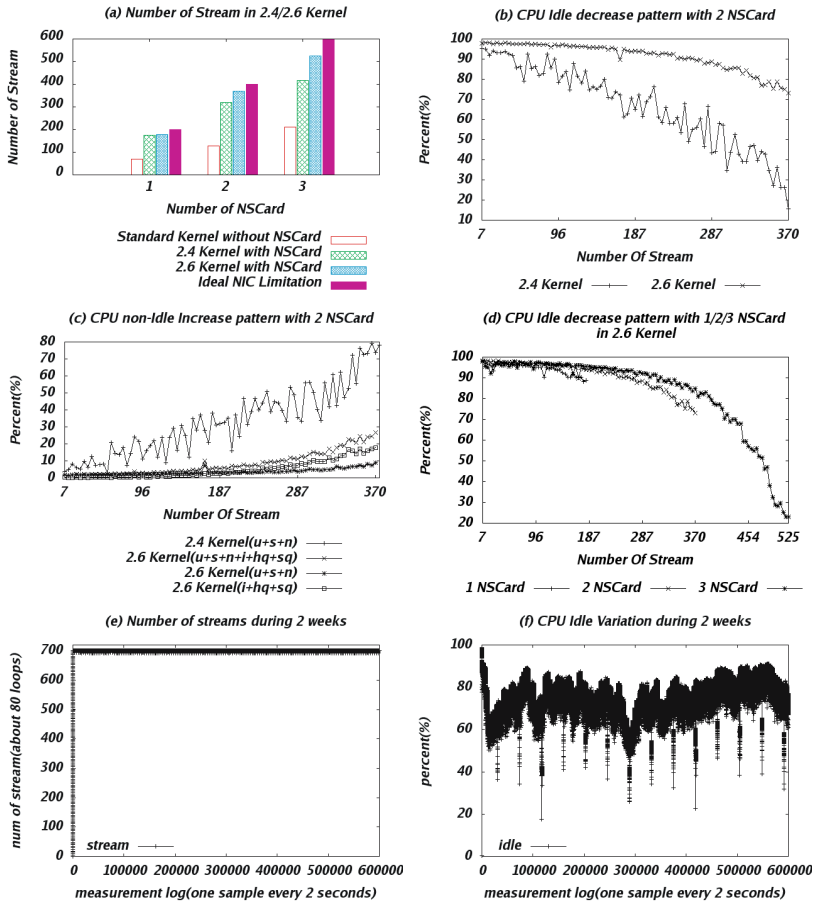 (a) Number of Stream in 2.4/2.6 Kernel
Number of Stream
600
500
400
300
200
100
0
1 2 3
Number of NSCard
Standard Kernel without NSCard
2.4 Kernel with NSCard
2.6 Kernel with NSCard
Ideal NIC Limitation
(b) CPU Idle decrease pattern with 2 NSCard
Percent(%)
100
90
80
70
60
50
40
30
20
10
7 96 187 287 370
Number Of Stream
2.4 Kernel 2.6 Kernel
(c) CPU non-Idle Increase pattern with 2 NSCard
Percent(%)
80
70
60
50
40
30
20
10
0
7 96 187 287 370
Number Of Stream
2.4 Kernel(u+s+n)
2.6 Kernel(u+s+n+i+hq+sq)
2.6 Kernel(u+s+n)
2.6 Kernel(i+hq+sq)
(d) CPU Idle decrease pattern with 1/2/3 NSCard
in 2.6 Kernel
Percent(%)
100
90
80
70
60
50
40
30
20
7 96 187 287 370 454 525
Number Of Stream
1 NSCard 2 NSCard 3 NSCard
(e) Number of streams during 2 weeks
num of stream(about 80 loops)
700
600
500
400
300
200
100
0
stream
0 100000 200000 300000 400000 500000 600000
measurement log(one sample every 2 seconds)
(f) CPU Idle Variation during 2 weeks
percent(%)
100
80
60
40
20
0
idle
0 100000 200000 300000 400000 500000 600000
measurement log(one sample every 2 seconds)